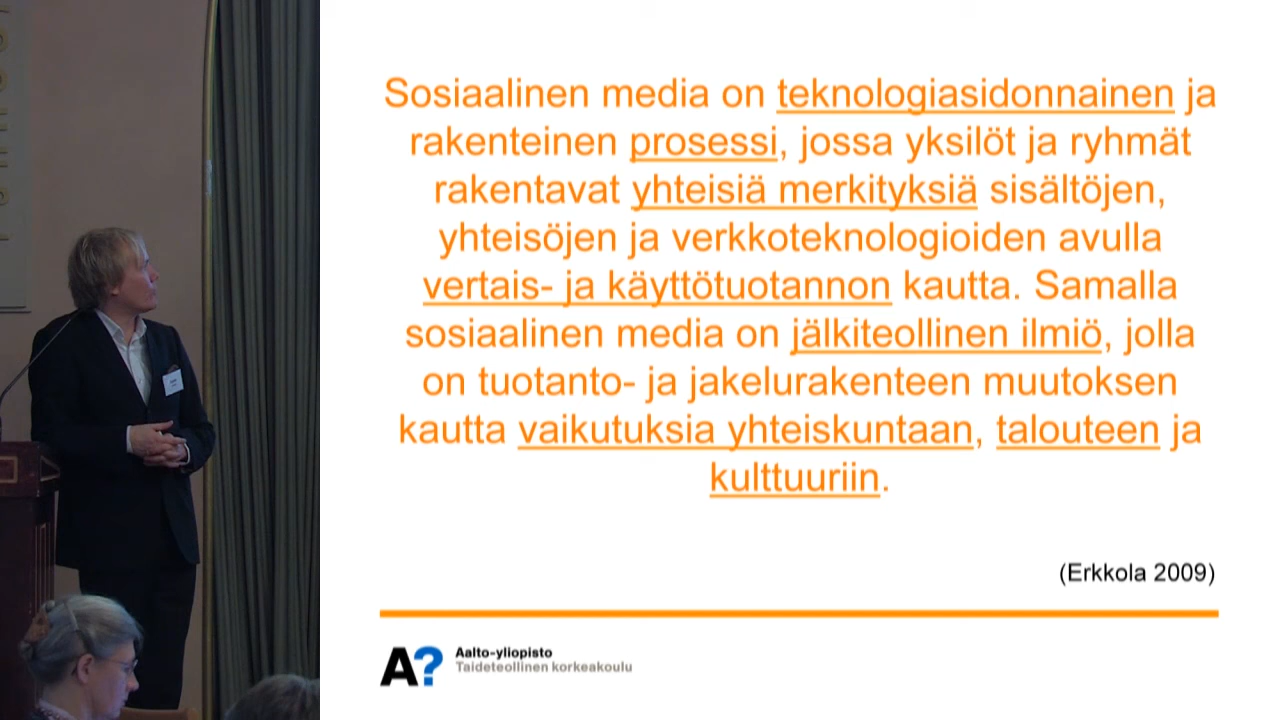 Sosiaalinen media on teknologiasidonnainen ja
rakenteinen prosessi, jossa yksilöt ja ryhmät
rakentavat yhteisiä merkityksiä sisältöjen,
yhteisöjen ja verkkoteknologioiden avulla
vertais- ja käyttötuotannon kautta. Samalla
sosiaalinen media on jälkiteollinen ilmiö, jolla
on tuotanto- ja jakelurakenteen muutoksen
kautta vaikutuksia yhteiskuntaan, talouteen ja
kulttuuriin.
(Erkkola 2009)
A?
Aalto-yliopisto
Taideteollinen korkeakoulu